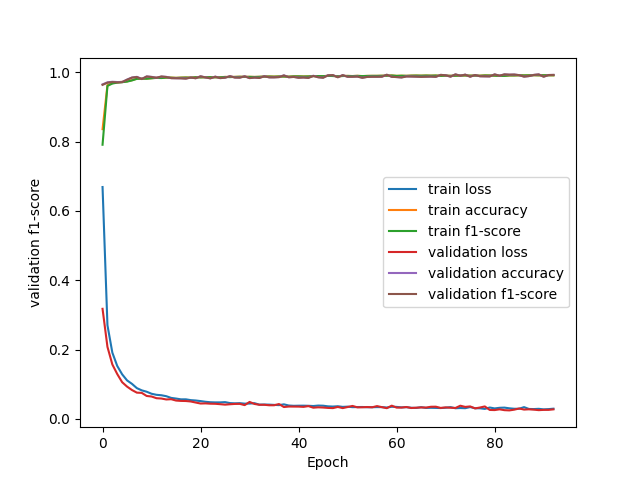 1.0
0.8
0.6
0.4
0.2
0.0
validation f1-score
train loss
train accuracy
train f1-score
validation loss
validation accuracy
validation f1-score
0 20 40 60 80
Epoch